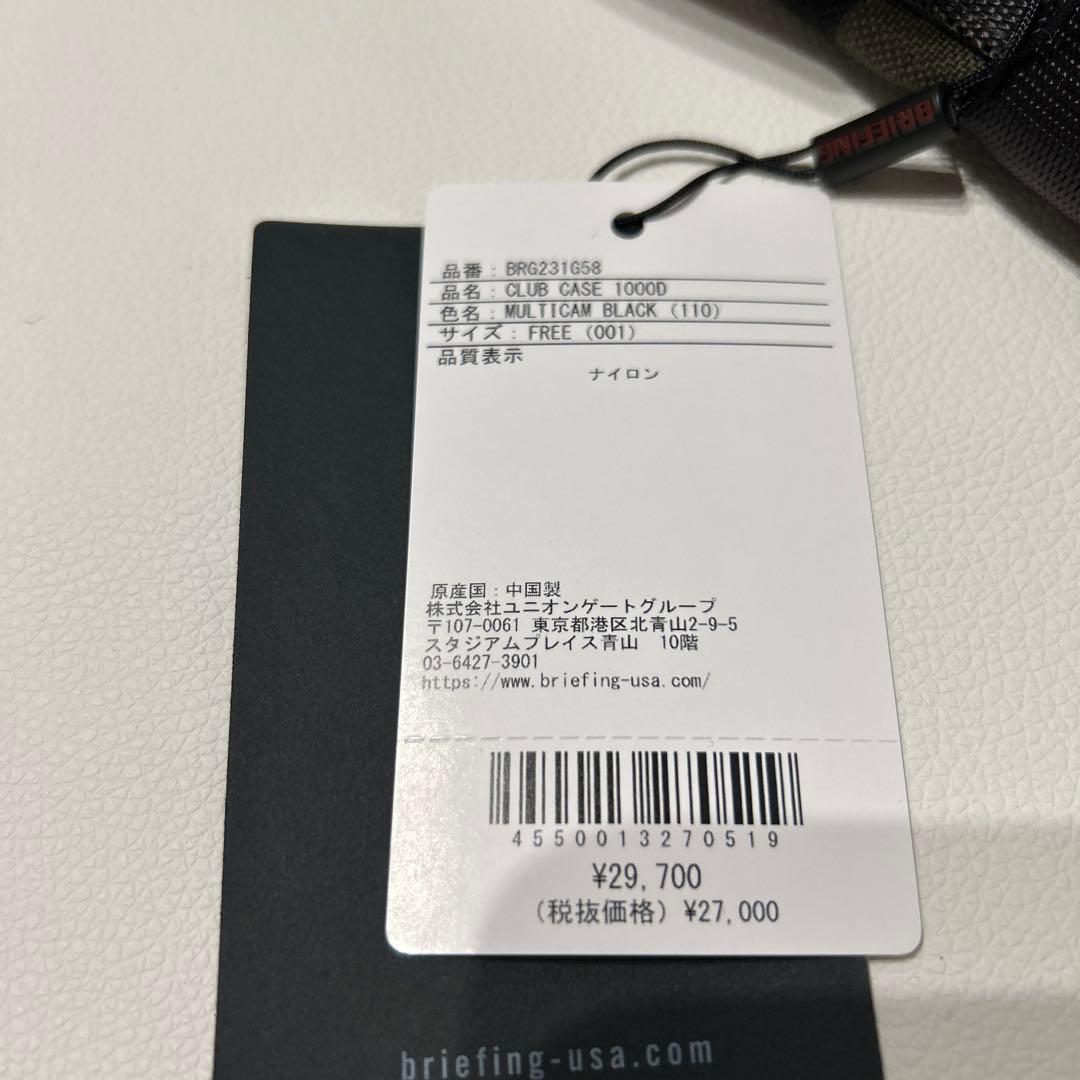 BRIEFING
品番：BRG231G58
品名：CLUB CASE 1000D
色名：MULTICAM BLACK (110)
サイズ：FREE (001)
品質表示
ナイロン
原産国：中国製
株式会社ユニオンゲートグループ
〒107-0061 東京都港区北青山2-9-5
スタジアムプレイス青山　10階
03-6427-3901
https://www.briefing-usa.com/
4550013270519
¥29,700
(税抜価格) ¥27,000
briefing-usa.com